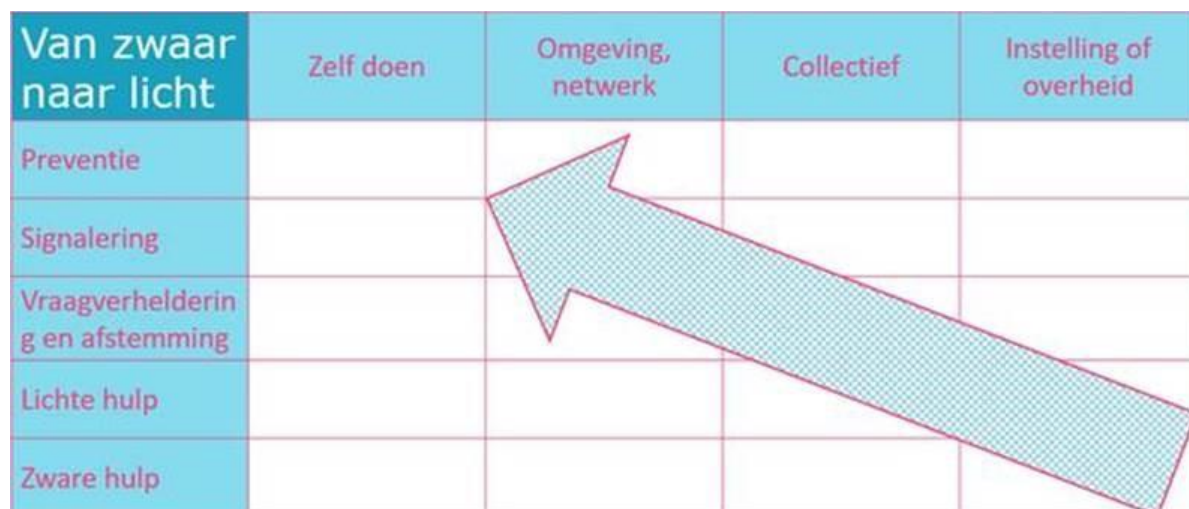 Van zwaar
naar licht
Zelf doen
Omgeving,
netwerk
Collectief
Instelling of
overheid
Preventie
Signalering
Vraagverhelderin
g en afstemming
Lichte hulp
Zware hulp